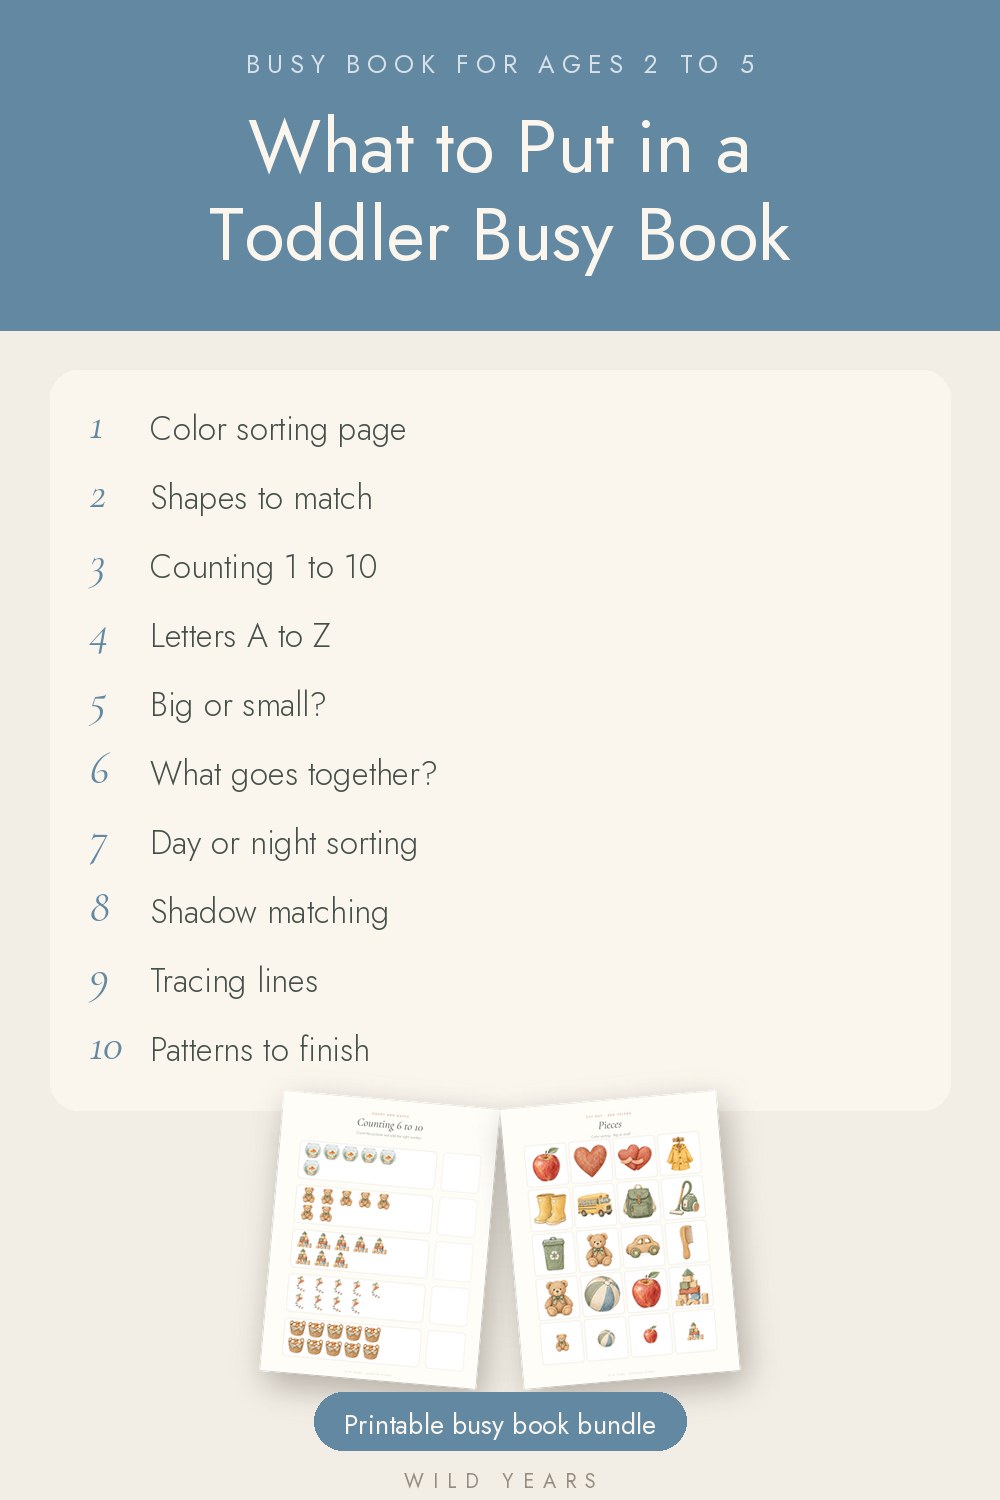 BUSY BOOK FOR AGES 2 TO 5
What to Put in a
Toddler Busy Book
1 Color sorting page
2 Shapes to match
3 Counting 1 to 10
4 Letters A to Z
5 Big or small?
6 What goes together?
7 Day or night sorting
8 Shadow matching
9 Tracing lines
10 Patterns to finish
Counting 6 to 10
Pieces
Printable busy book bundle
WILD YEARS